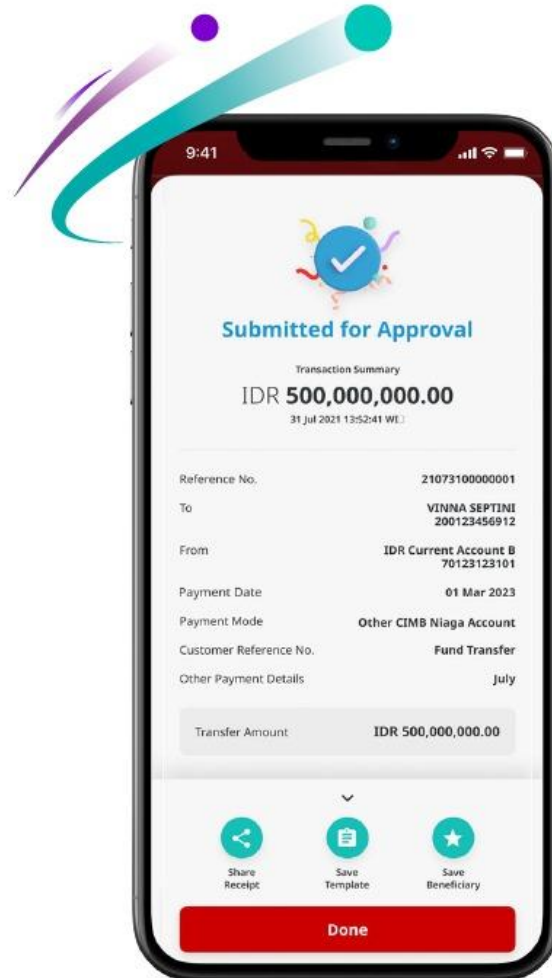 9:41
Submitted for Approval
Transaction Summary
IDR 500,000,000.00
31 Jul 2021 13:52:41
Reference No. 21073100000001
To VINNA SEPTINI
200123456912
From IDR Current Account B
70123123101
Payment Date 01 Mar 2023
Payment Mode Other CIMB Niaga Account
Customer Reference No. Fund Transfer
Other Payment Details July
Transfer Amount IDR 500,000,000.00
Share Save Save
Receipt Template Beneficiary
Done